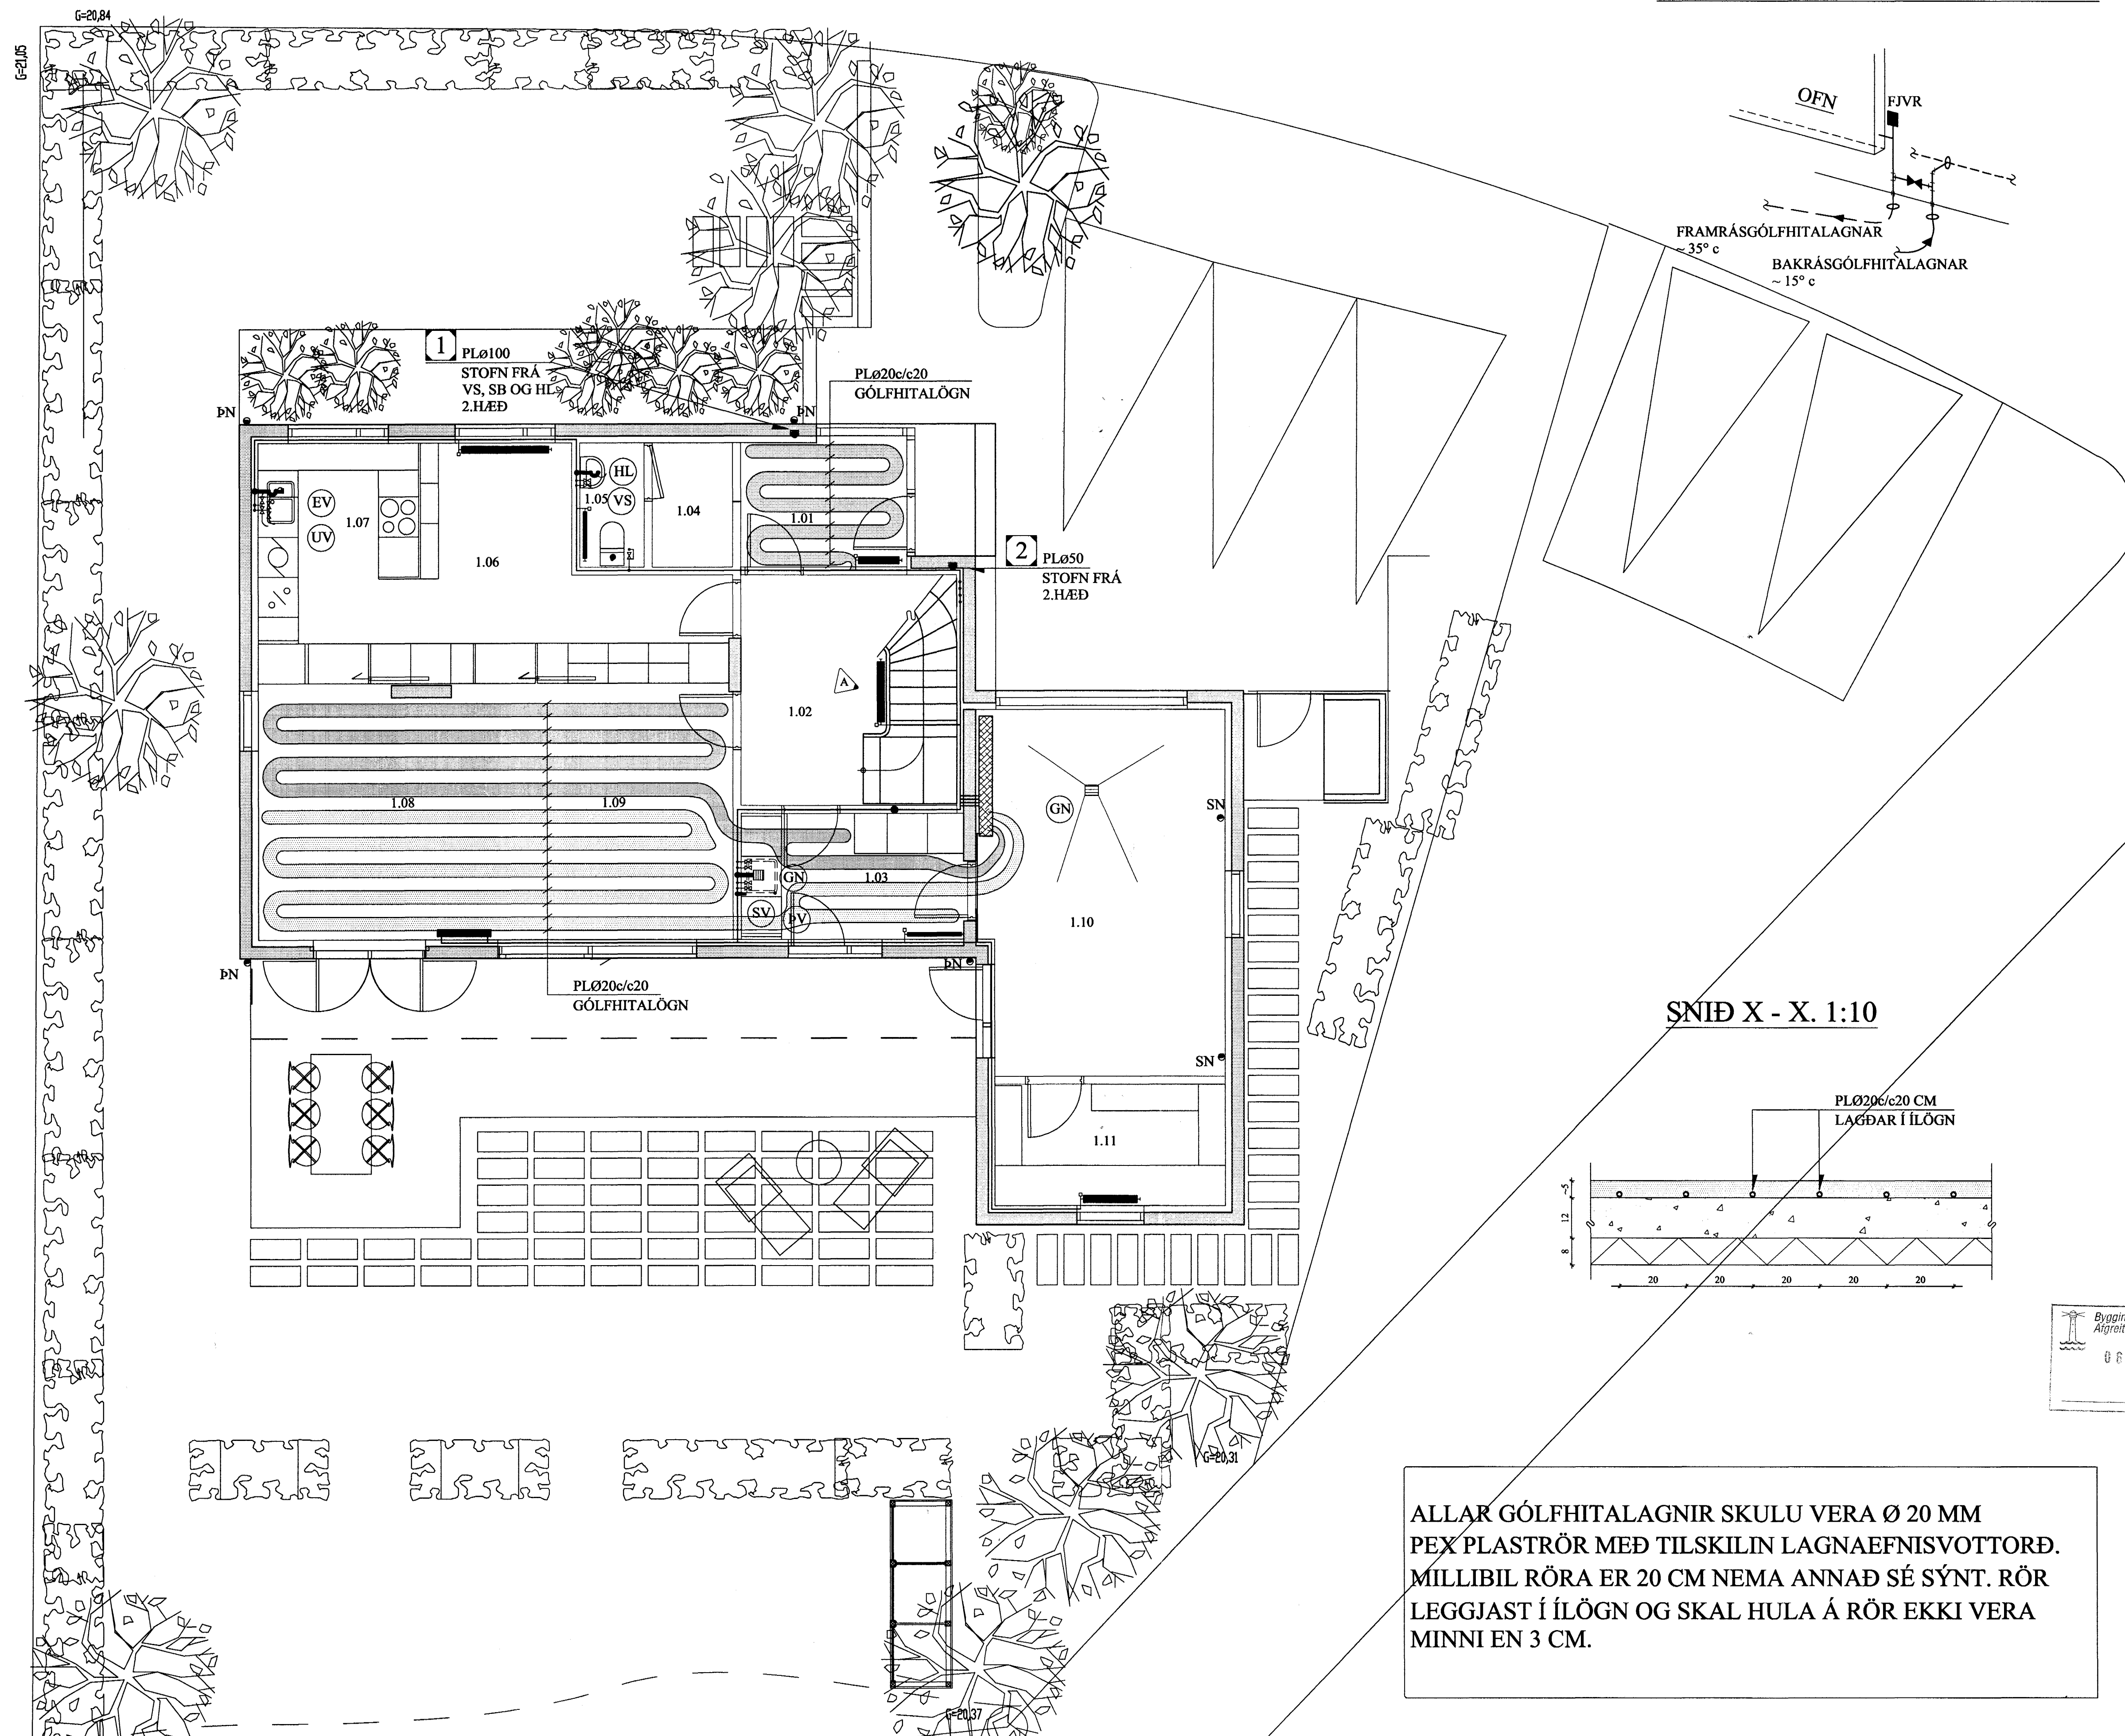 G=20,84
G=21,05
OFN
FJVR
FRAMRÁSGÓLFHITALAGNAR
~ 35° c
BAKRÁSGÓLFHITALAGNAR
~ 15° c
1
PLø100
STOFN FRÁ
VS, SB OG HL
2.HÆÐ
PLØ20c/c20
GÓLFHITALÖGN
ÞN
ÞN
HL
1.05
VS
EV
1.07
UV
1.04
1.01
1.06
2
PLø50
STOFN FRÁ
2.HÆÐ
A
1.02
1.08
1.09
GN
SN
GN
1.03
SV
ÞV
1.10
ÞN
ÞN
PLØ20c/c20
GÓLFHITALÖGN
SN
1.11
SNIÐ X - X. 1:10
PLØ20c/c20 CM
LAGÐAR Í ÍLÖGN
~5
12
8
20
20
20
20
20
Afgreit
G=20,31
G=20,37
ALLAR GÓLFHITALAGNIR SKULU VERA Ø 20 MM
PEX PLASTRÖR MEÐ TILSKILIN LAGNAEFNISVOTTORÐ.
MILLIBIL RÖRA ER 20 CM NEMA ANNAÐ SÉ SÝNT. RÖR
LEGGJAST Í ÍLÖGN OG SKAL HULA Á RÖR EKKI VERA
MINNI EN 3 CM.